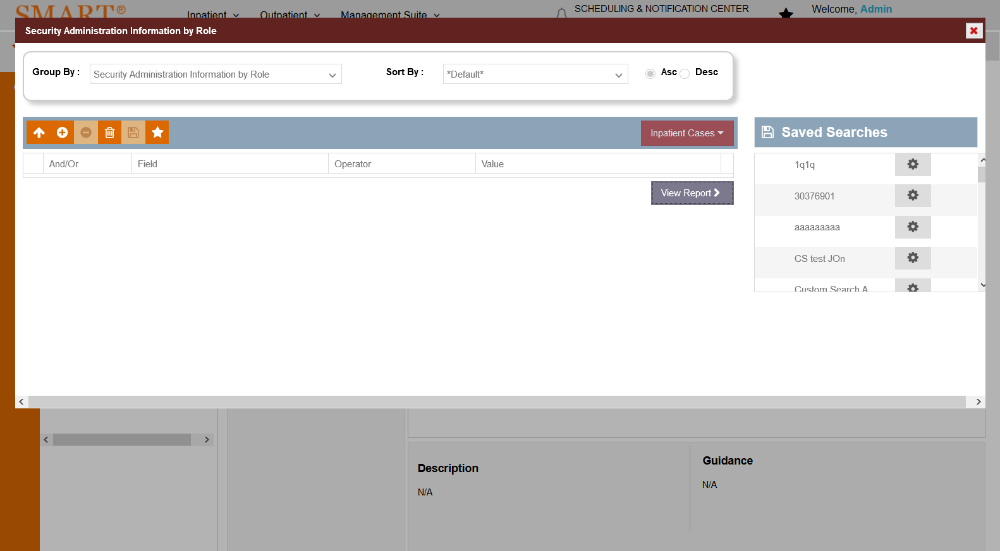 SMART®
Inpatient
Outpatient
Management Suite
SCHEDULING & NOTIFICATION CENTER
Welcome, Admin
Security Administration Information by Role
Group By :
Security Administration Information by Role
Sort By :
*Default*
Asc
Desc
Inpatient Cases
Saved Searches
And/Or
Field
Operator
Value
View Report
1q1q
30376901
aaaaaaaaa
CS test JOn
Custom Search A
Description
N/A
Guidance
N/A